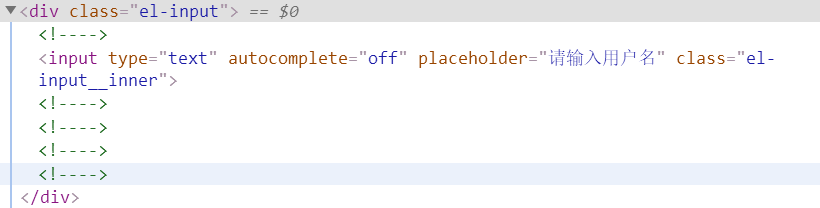 ▼<div class="el-input"> == $0
<!---->
<input type="text" autocomplete="off" placeholder="请输入用户名" class="el-
input__inner">
<!---->
<!---->
<!---->
<!---->
</div>